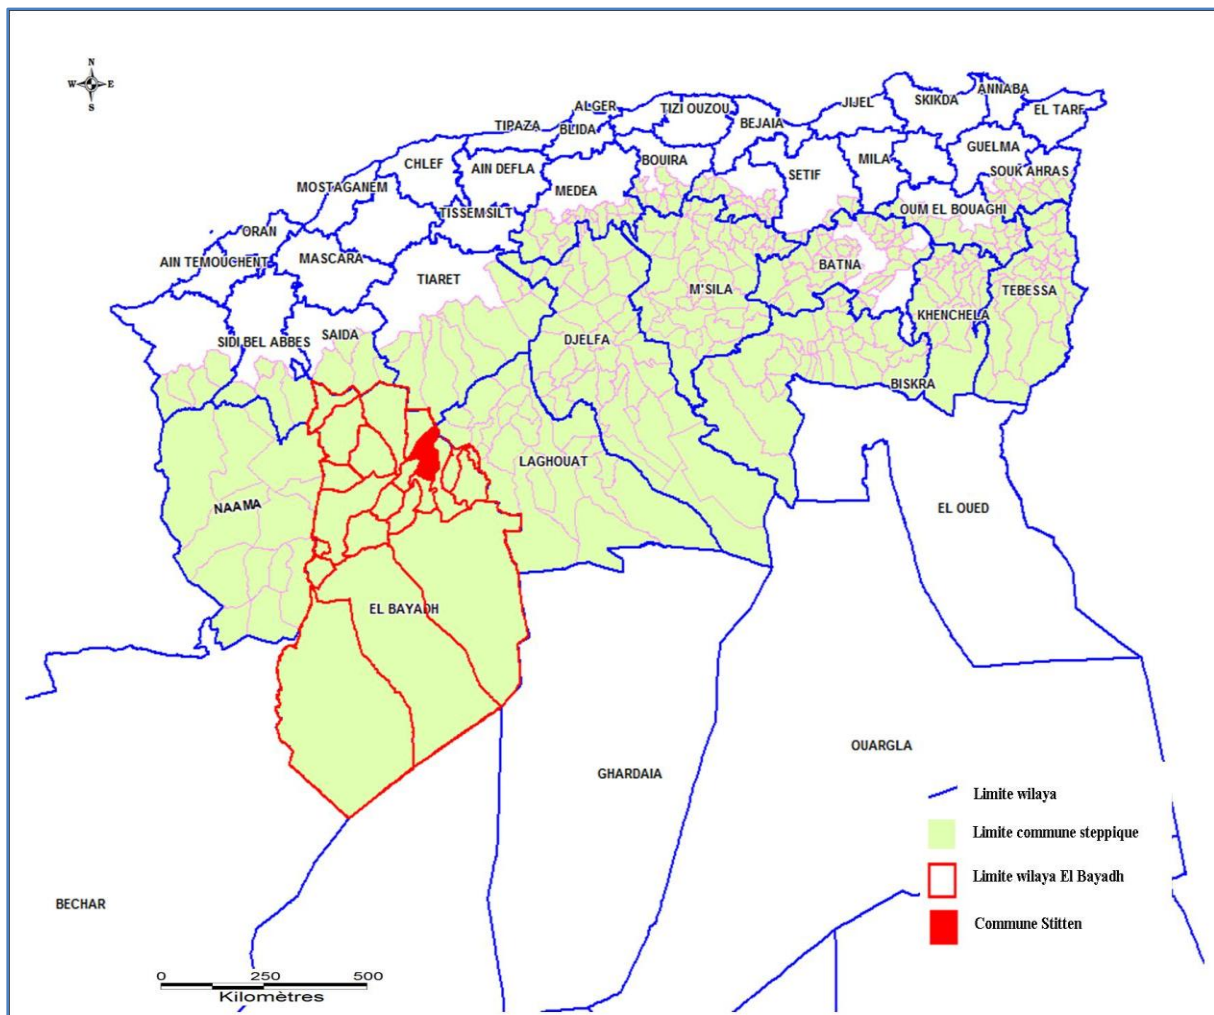 N
W E
S
ANNABA
SKIKDA
JIJEL
EL TARF
ALGER
TIZI OUZOU
TIPAZA
BLIDA
BEJAIA
GUELMA
CHLEF
BOUIRA
MILA
AIN DEFLA
SETIF
SOUK AHRAS
MOSTAGANEM
MEDEA
TISSEMSILT
OUM EL BOUAGHI
ORAN
AIN TEMOUCHENT
MASCARA
BATNA
TIARET
M'SILA
TEBESSA
KHENCHELA
SAIDA
SIDI BEL ABBES
DJELFA
BISKRA
LAGHOUAT
NAAMA
EL OUED
EL BAYADH
OUARGLA
GHARDAIA
BECHAR
Limite wilaya
Limite commune steppique
Limite wilaya El Bayadh
Commune Stitten
0 250 500
Kilomètres